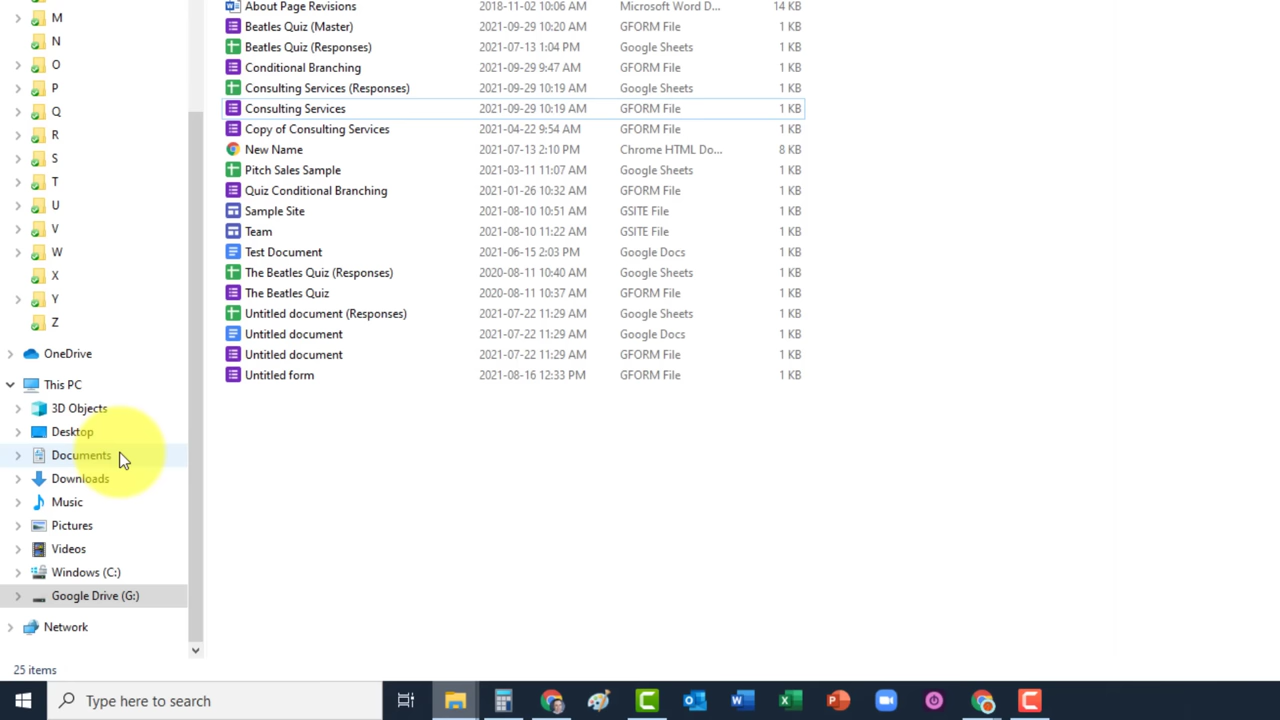 M
N
O
P
Q
R
S
T
U
V
W
X
Y
Z
OneDrive
This PC
3D Objects
Desktop
Documents
Downloads
Music
Pictures
Videos
Windows (C:)
Google Drive (G:)
Network
About Page Revisions 2018-11-02 10:06 AM Microsoft Word D... 14 KB
Beatles Quiz (Master) 2021-09-29 10:20 AM GFORM File 1 KB
Beatles Quiz (Responses) 2021-07-13 1:04 PM Google Sheets 1 KB
Conditional Branching 2021-09-29 9:47 AM GFORM File 1 KB
Consulting Services (Responses) 2021-09-29 10:19 AM Google Sheets 1 KB
Consulting Services 2021-09-29 10:19 AM GFORM File 1 KB
Copy of Consulting Services 2021-04-22 9:54 AM GFORM File 1 KB
New Name 2021-07-13 2:10 PM Chrome HTML Do... 8 KB
Pitch Sales Sample 2021-03-11 11:07 AM Google Sheets 1 KB
Quiz Conditional Branching 2021-01-26 10:32 AM GFORM File 1 KB
Sample Site 2021-08-10 10:51 AM GSITE File 1 KB
Team 2021-08-10 11:22 AM GSITE File 1 KB
Test Document 2021-06-15 2:03 PM Google Docs 1 KB
The Beatles Quiz (Responses) 2020-08-11 10:40 AM Google Sheets 1 KB
The Beatles Quiz 2020-08-11 10:37 AM GFORM File 1 KB
Untitled document (Responses) 2021-07-22 11:29 AM Google Sheets 1 KB
Untitled document 2021-07-22 11:29 AM Google Docs 1 KB
Untitled document 2021-07-22 11:29 AM GFORM File 1 KB
Untitled form 2021-08-16 12:33 PM GFORM File 1 KB
25 items
Type here to search